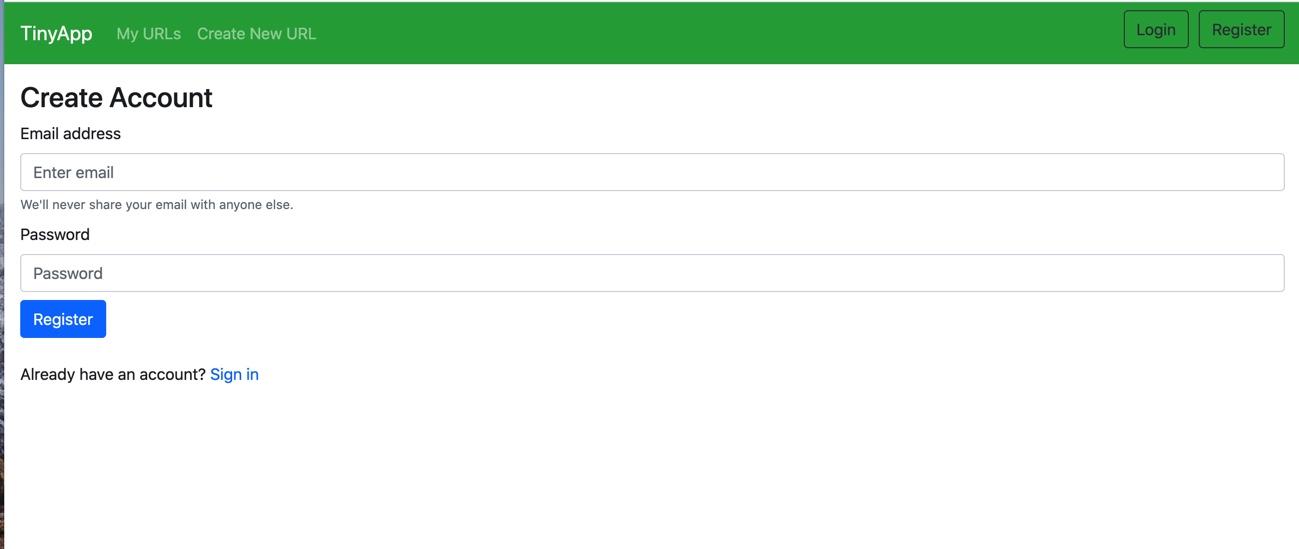 TinyApp My URLs Create New URL Login Register
Create Account
Email address
Enter email
We'll never share your email with anyone else.
Password
Password
Register
Already have an account? Sign in